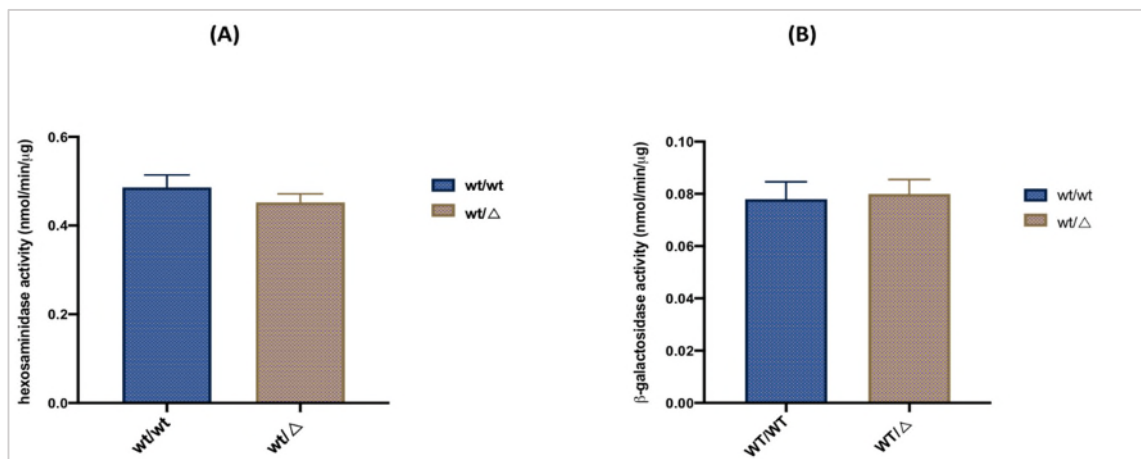 (A)
hexosaminidase activity (nmol/min/μg)
0.6
0.4
0.2
0.0
wt/wt
wt/△
wt/wt
wt/△
(B)
β-galactosidase activity (nmol/min/μg)
0.10
0.08
0.06
0.04
0.02
0.00
WT/WT
WT/△
wt/wt
wt/△